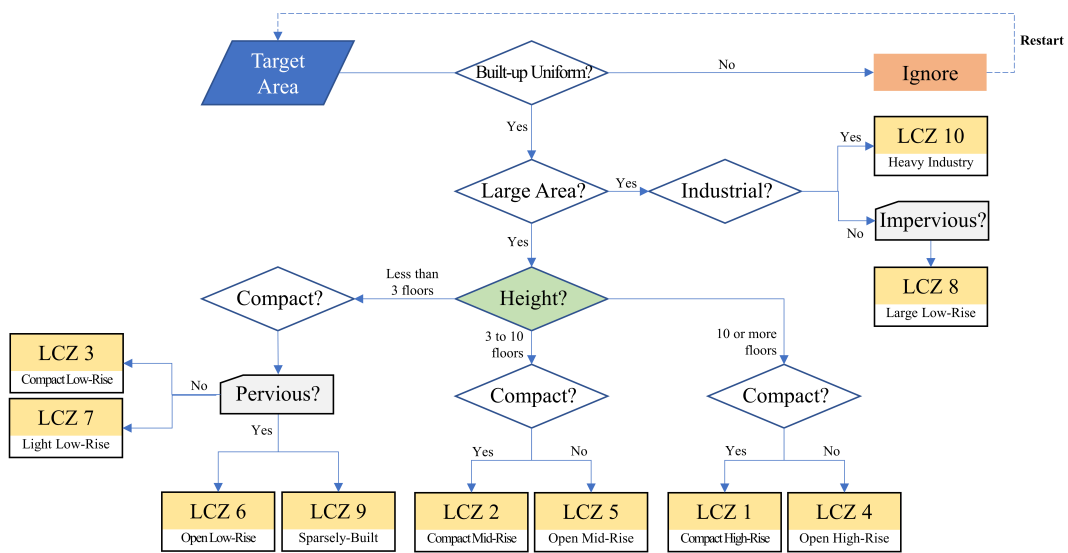 Restart
Target
Area
Built-up Uniform?
No
Ignore
Yes
LCZ 10
Heavy Industry
Yes
Large Area?
Yes
Industrial?
No
Impervious?
Yes
LCZ 8
Large Low-Rise
Less than
3 floors
Compact?
Height?
3 to 10
floors
10 or more
floors
LCZ 3
Compact Low-Rise
No
Pervious?
Compact?
Compact?
LCZ 7
Light Low-Rise
Yes
Yes
No
Yes
No
LCZ 6
Open Low-Rise
LCZ 9
Sparsely-Built
LCZ 2
Compact Mid-Rise
LCZ 5
Open Mid-Rise
LCZ 1
Compact High-Rise
LCZ 4
Open High-Rise